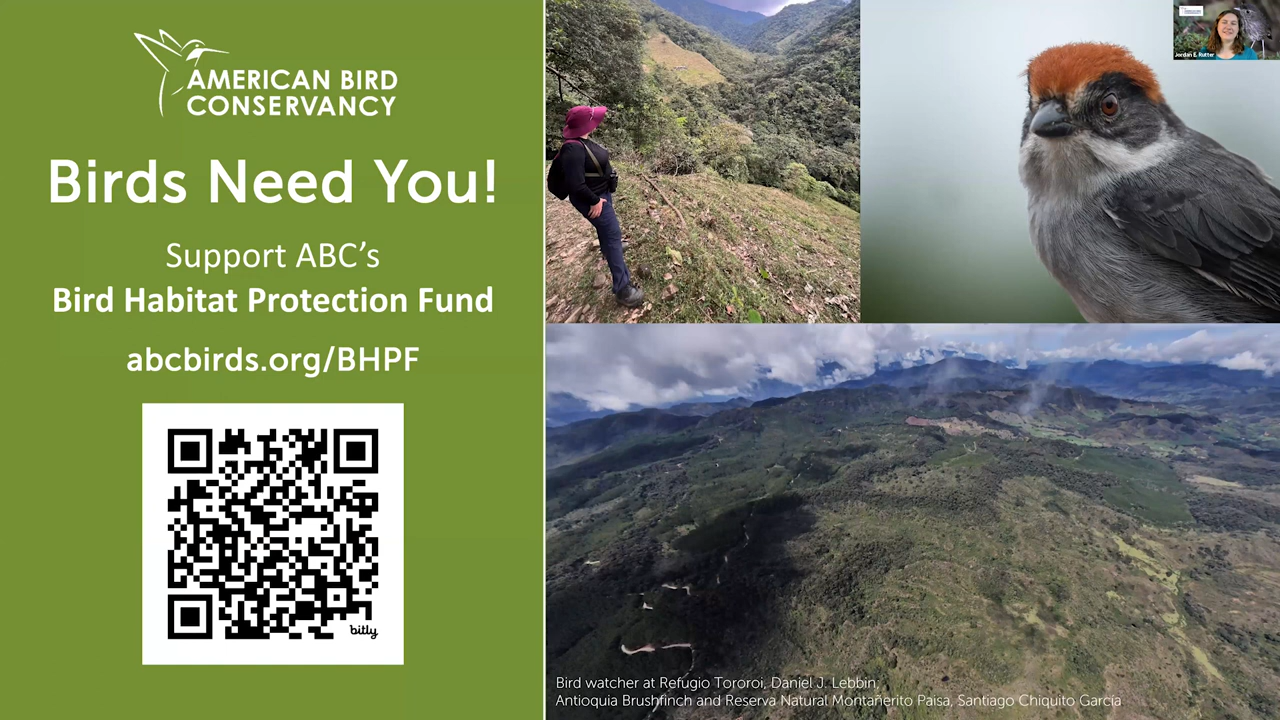 AMERICAN BIRD
CONSERVANCY
Birds Need You!
Support ABC's
Bird Habitat Protection Fund
abcbirds.org/BHPF
bitly
Jordan E. Rutter
Bird watcher at Refugio Tororoi, Daniel J. Lebbin;
Antioquia Brushfinch and Reserva Natural Montañerito Paisa, Santiago Chiquito García